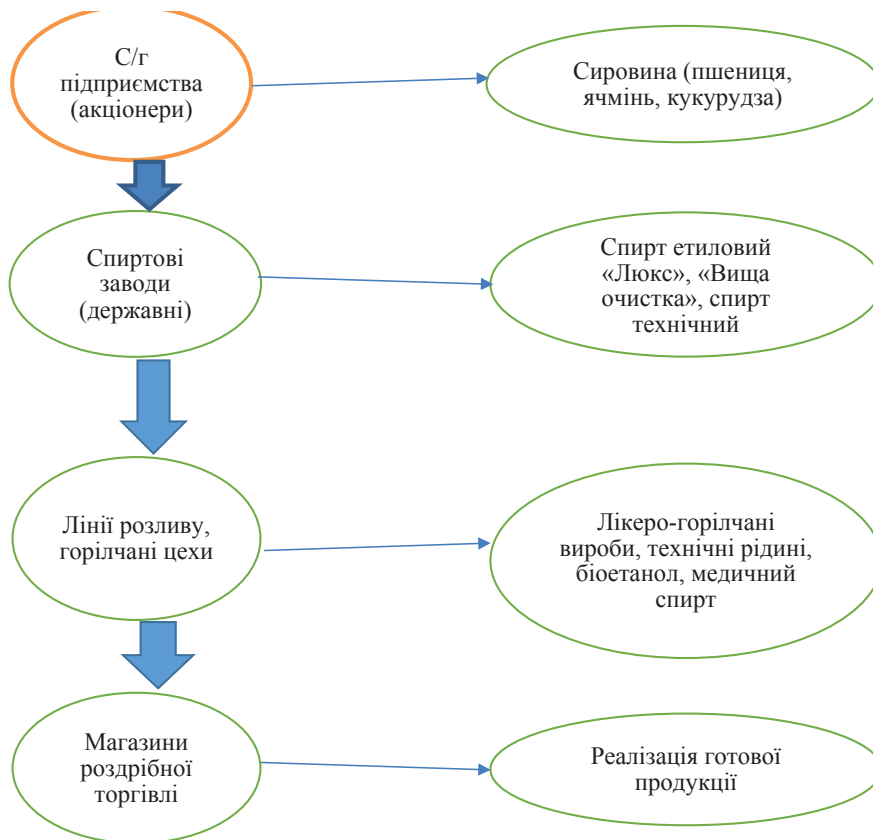 С/г
підприємства
(акціонери)
Сировина (пшениця,
ячмінь, кукурудза)
Спиртові
заводи
(державні)
Спирт етиловий
«Люкс», «Вища
очистка», спирт
технічний
Лінії розливу,
горілчані цехи
Лікеро-горілчані
вироби, технічні рідині,
біоетанол, медичний
спирт
Магазини
роздрібної
торгівлі
Реалізація готової
продукції